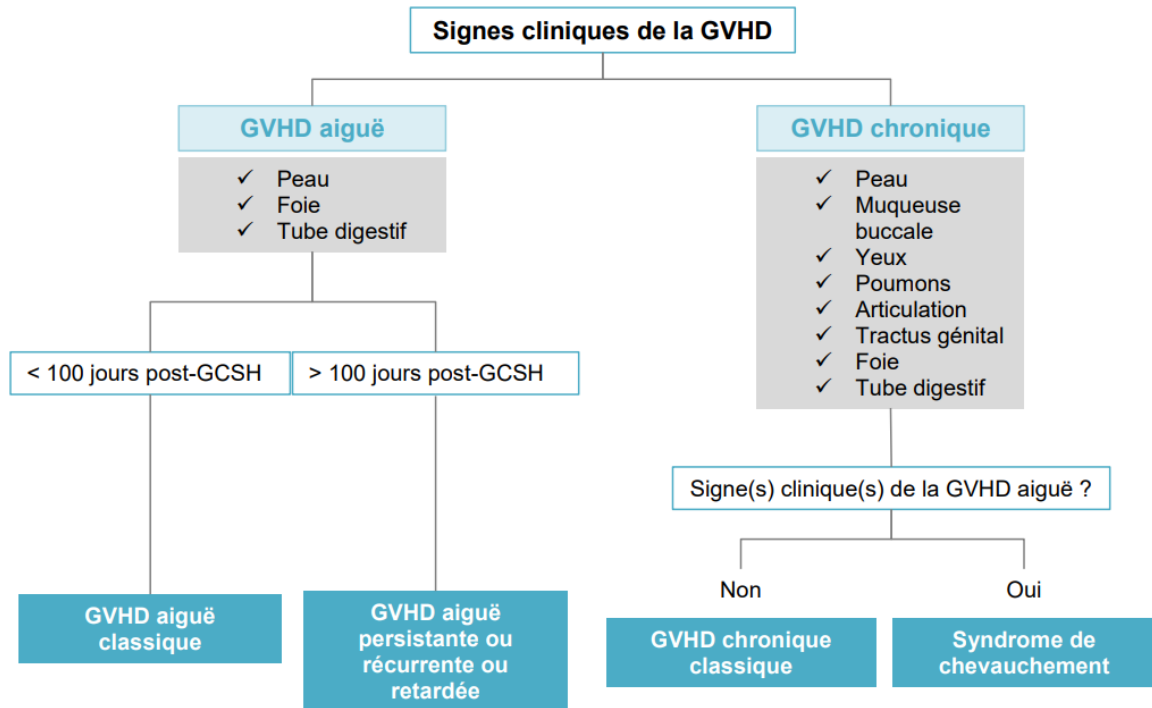 Signes cliniques de la GVHD
GVHD aiguë
✓ Peau
✓ Foie
✓ Tube digestif
< 100 jours post-GCSH
> 100 jours post-GCSH
GVHD aiguë
classique
GVHD aiguë
persistante ou
récurrente ou
retardée
GVHD chronique
✓ Peau
✓ Muqueuse
buccale
✓ Yeux
✓ Poumons
✓ Articulation
✓ Tractus génital
✓ Foie
✓ Tube digestif
Signe(s) clinique(s) de la GVHD aiguë ?
Non
Oui
GVHD chronique
classique
Syndrome de
chevauchement